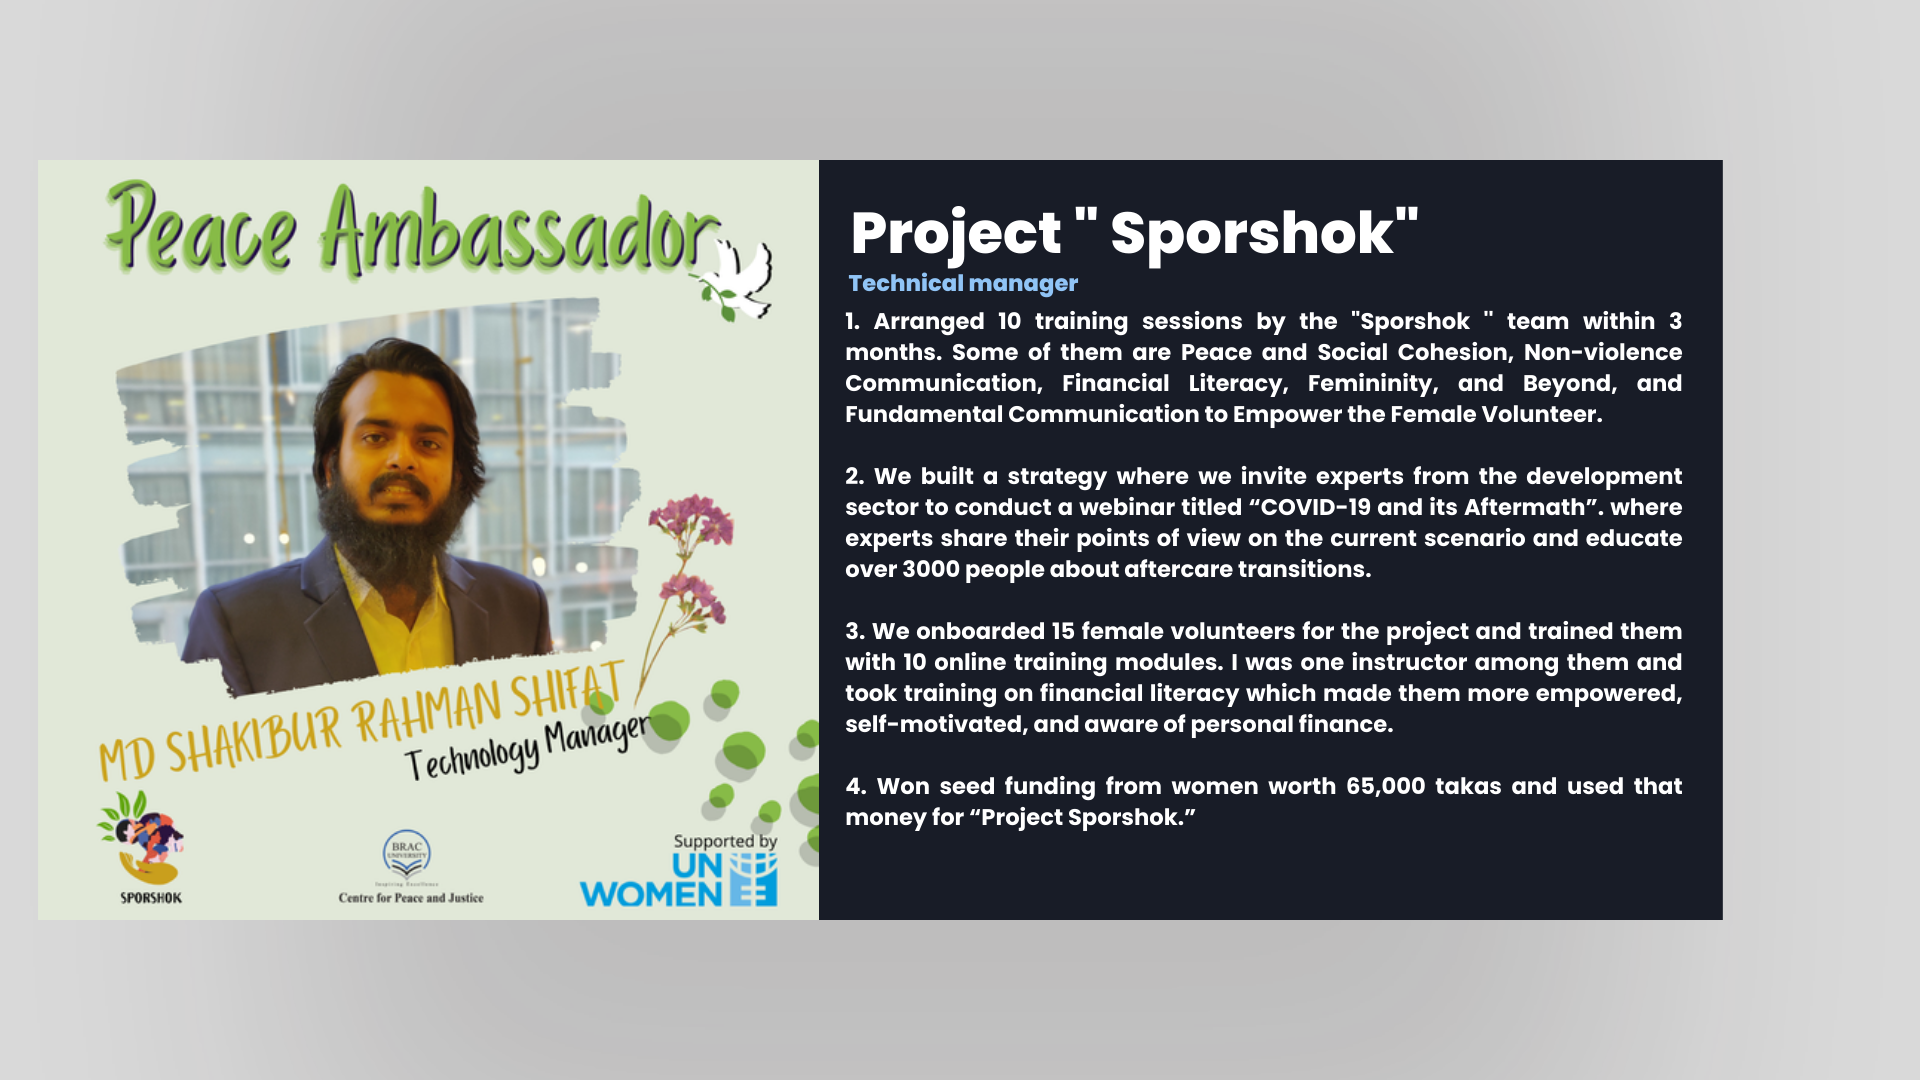 Peace Ambassador
MD SHAKIBUR RAHMAN SHIFAT
Technology Manager
SPORSHOK
BRAC
UNIVERSITY
Inspiring Excellence
Centre for Peace and Justice
Supported by
UN
WOMEN
Project " Sporshok"
Technical manager
1. Arranged 10 training sessions by the "Sporshok " team within 3
months. Some of them are Peace and Social Cohesion, Non-violence
Communication, Financial Literacy, Femininity, and Beyond, and
Fundamental Communication to Empower the Female Volunteer.
2. We built a strategy where we invite experts from the development
sector to conduct a webinar titled “COVID-19 and its Aftermath”. where
experts share their points of view on the current scenario and educate
over 3000 people about aftercare transitions.
3. We onboarded 15 female volunteers for the project and trained them
with 10 online training modules. I was one instructor among them and
took training on financial literacy which made them more empowered,
self-motivated, and aware of personal finance.
4. Won seed funding from women worth 65,000 takas and used that
money for “Project Sporshok.”